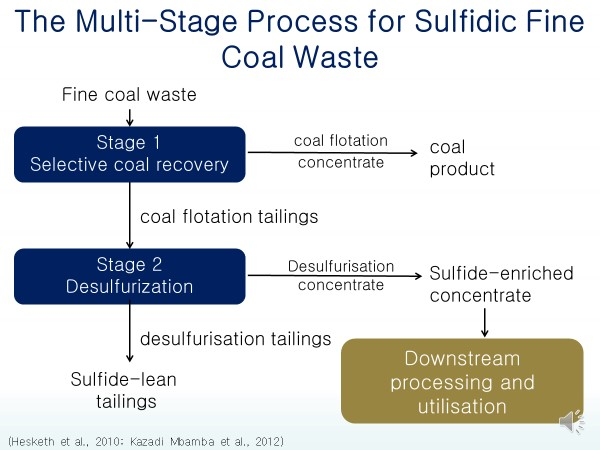 The Multi-Stage Process for Sulfidic Fine
Coal Waste
Fine coal waste
Stage 1
Selective coal recovery
coal flotation
concentrate
coal
product
coal flotation tailings
Stage 2
Desulfurization
Desulfurisation
concentrate
Sulfide-enriched
concentrate
desulfurisation tailings
Sulfide-lean
tailings
Downstream
processing and
utilisation
(Hesketh et al., 2010; Kazadi Mbamba et al., 2012)